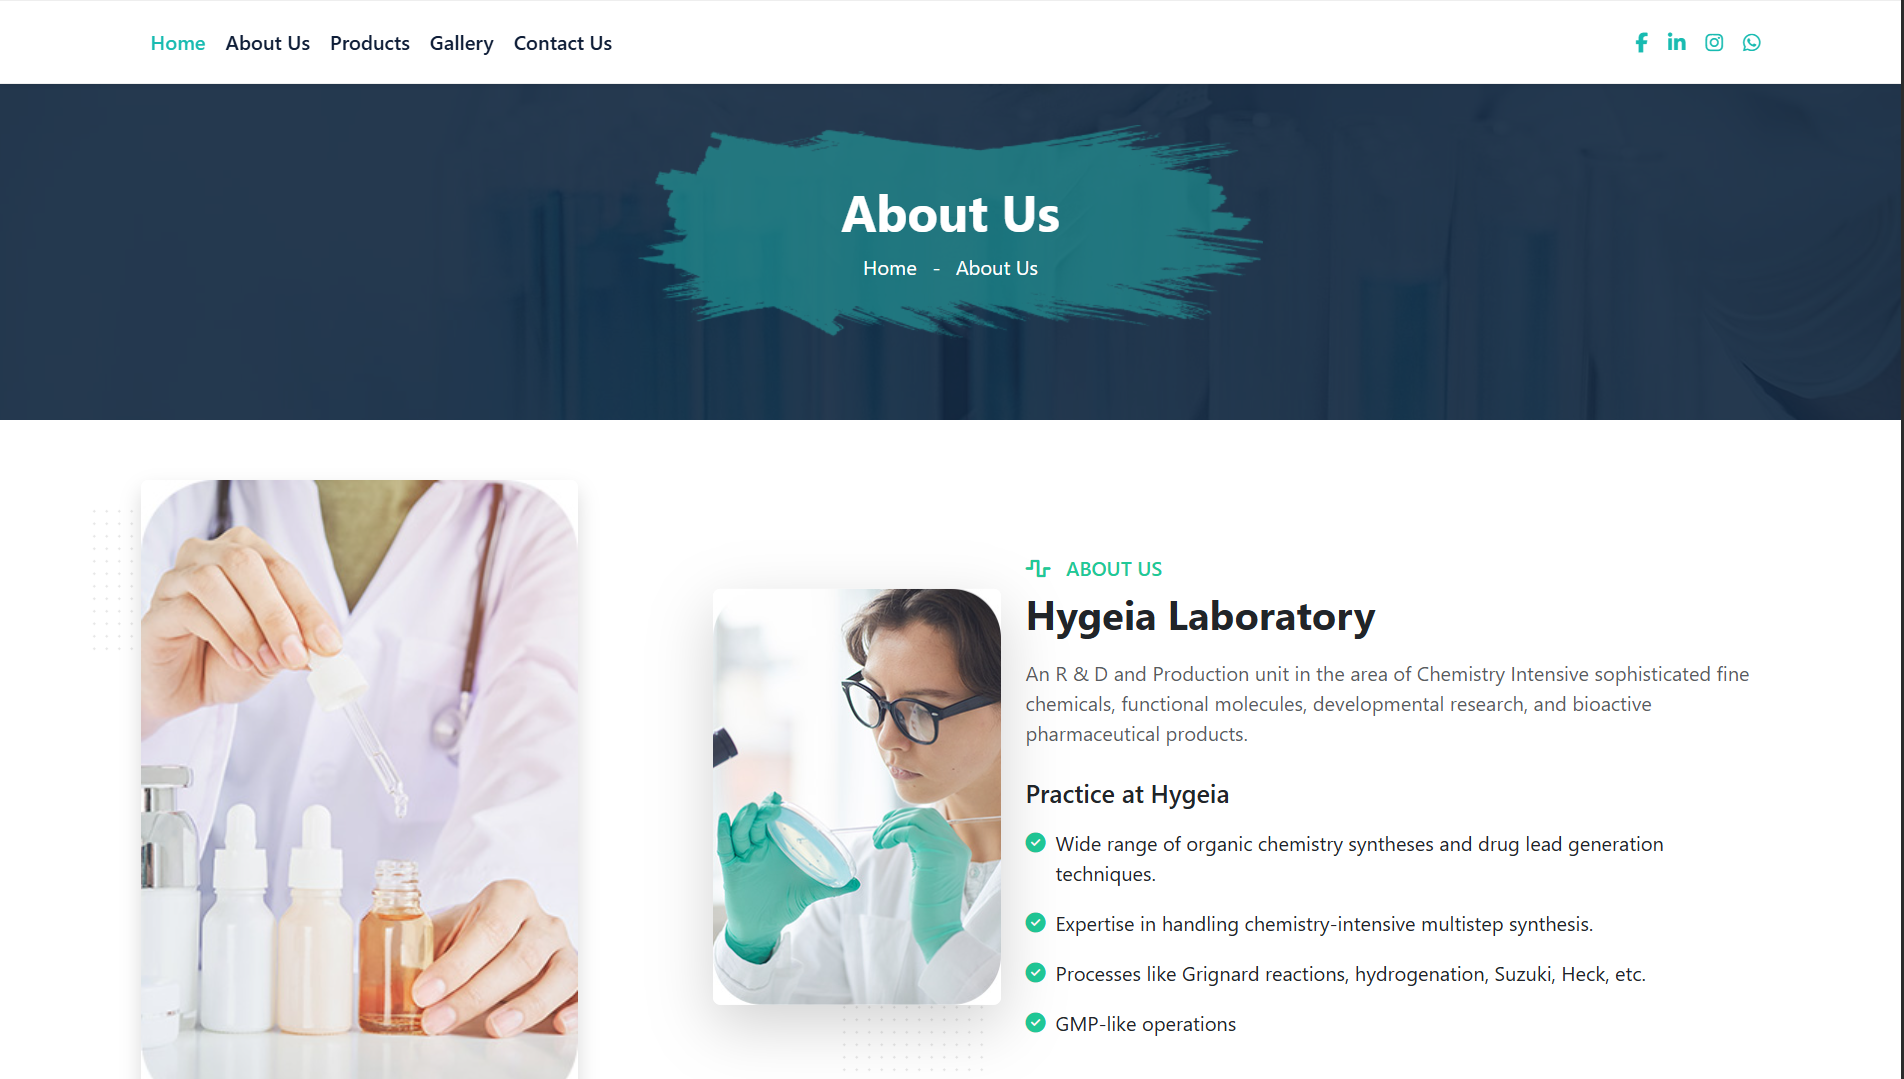 Home About Us Products Gallery Contact Us
About Us
Home - About Us
ABOUT US
Hygeia Laboratory
An R & D and Production unit in the area of Chemistry Intensive sophisticated fine
chemicals, functional molecules, developmental research, and bioactive
pharmaceutical products.
Practice at Hygeia
Wide range of organic chemistry syntheses and drug lead generation
techniques.
Expertise in handling chemistry-intensive multistep synthesis.
Processes like Grignard reactions, hydrogenation, Suzuki, Heck, etc.
GMP-like operations